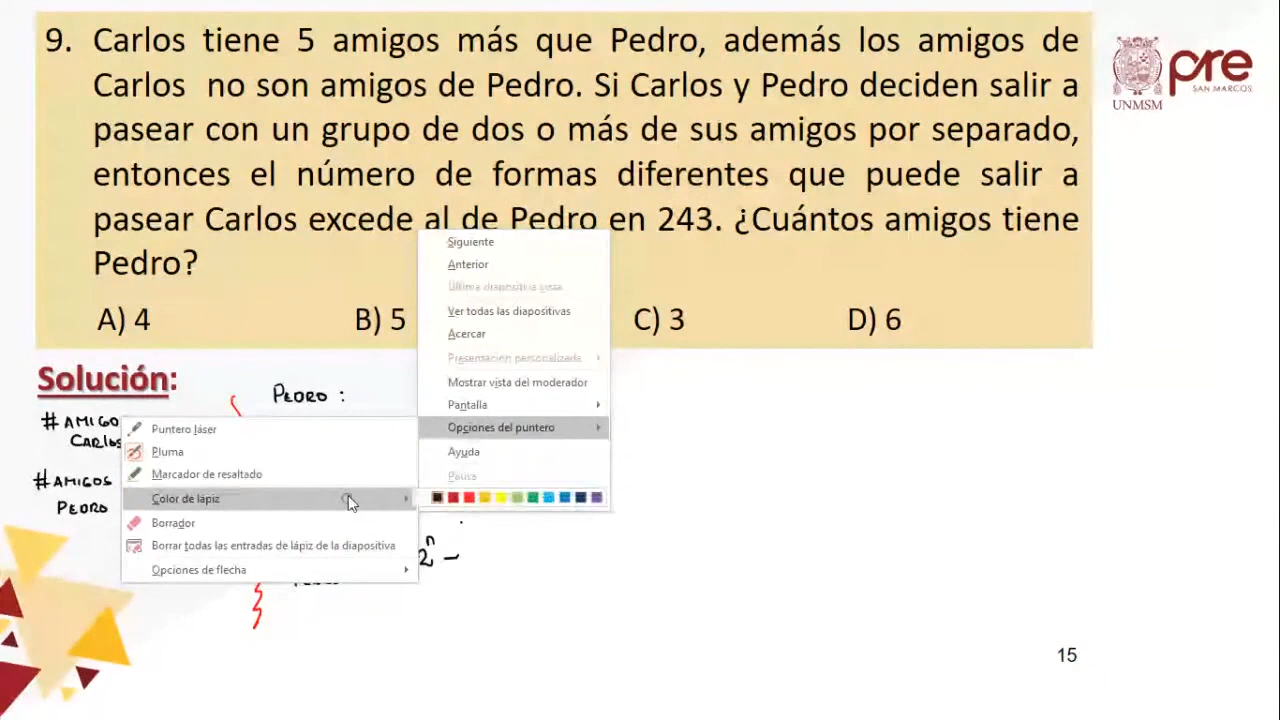 9. Carlos tiene 5 amigos más que Pedro, además los amigos de
Carlos no son amigos de Pedro. Si Carlos y Pedro deciden salir a
pasear con un grupo de dos o más de sus amigos por separado,
entonces el número de formas diferentes que puede salir a
pasear Carlos excede al de Pedro en 243. ¿Cuántos amigos tiene
Pedro?
A) 4 B) 5 C) 3 D) 6
pre
SAN MARCOS
UNMSM
Solución:
PEDRO :
# AMIGO
CARLOS
# AMIGOS
PEDRO
2ⁿ –
Siguiente
Anterior
Última diapositiva vista
Ver todas las diapositivas
Acercar
Presentación personalizada
Mostrar vista del moderador
Pantalla
Opciones del puntero
Ayuda
Pausa
Puntero láser
Pluma
Marcador de resaltado
Color de lápiz
Borrador
Borrar todas las entradas de lápiz de la diapositiva
Opciones de flecha
15